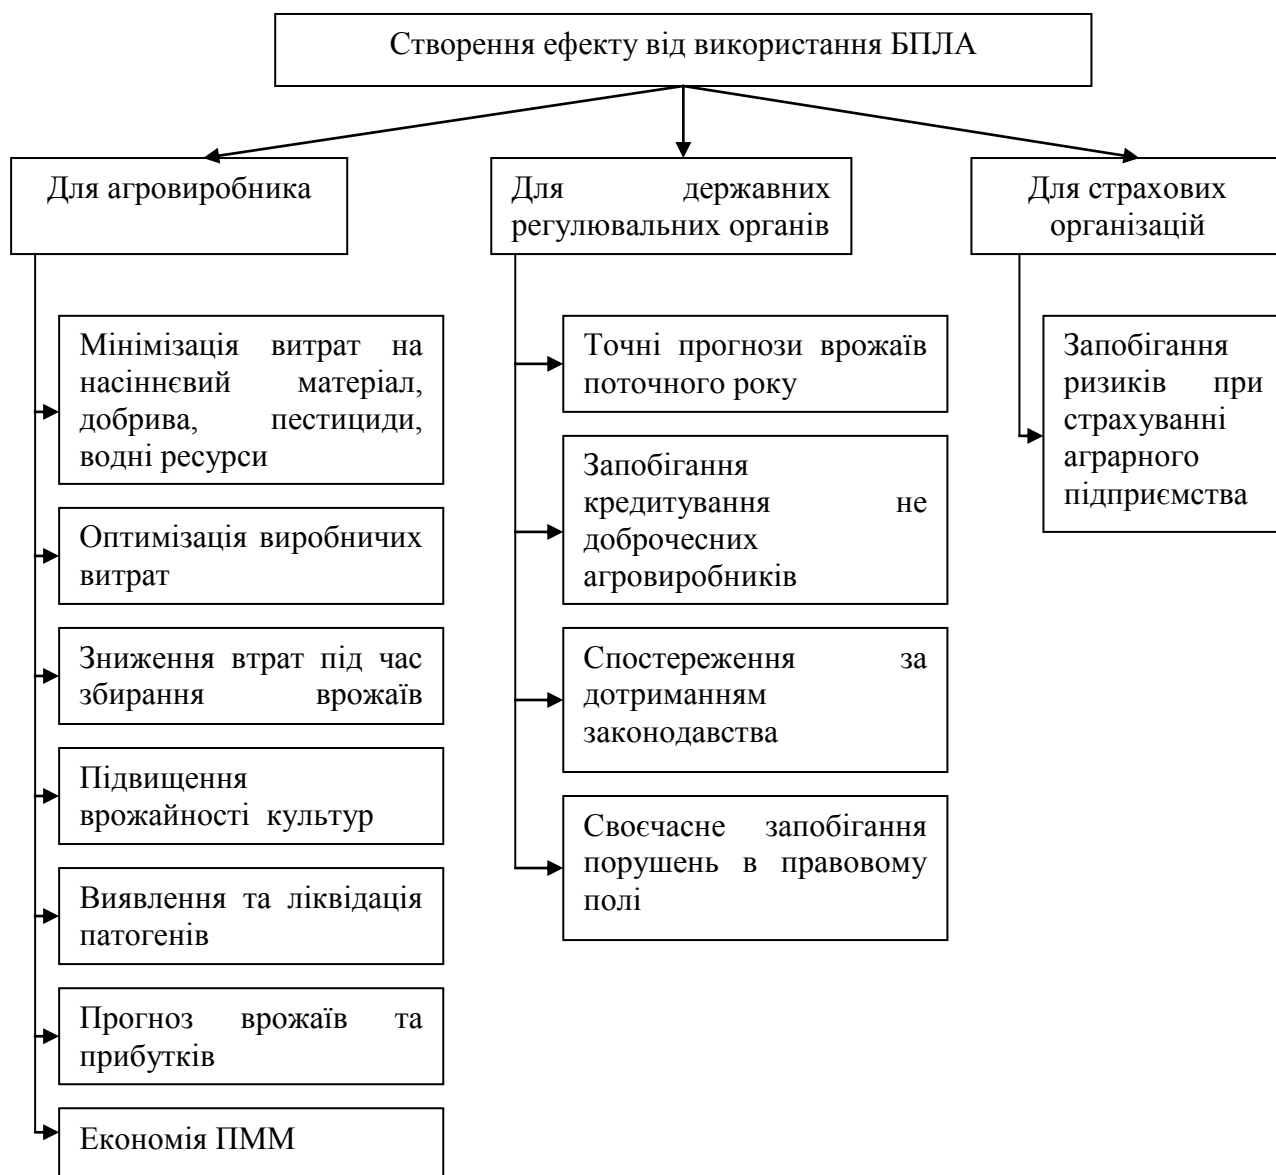 Створення ефекту від використання БПЛА
Для агровиробника
Для державних
регулювальних органів
Для страхових
організацій
Мінімізація витрат на
насіннєвий матеріал,
добрива, пестициди,
водні ресурси
Оптимізація виробничих
витрат
Зниження втрат під час
збирання врожаїв
Підвищення
врожайності культур
Виявлення та ліквідація
патогенів
Прогноз врожаїв та
прибутків
Економія ПММ
Точні прогнози врожаїв
поточного року
Запобігання
кредитування не
доброчесних
агровиробників
Спостереження за
дотриманням
законодавства
Своєчасне запобігання
порушень в правовому
полі
Запобігання
ризиків при
страхуванні
аграрного
підприємства